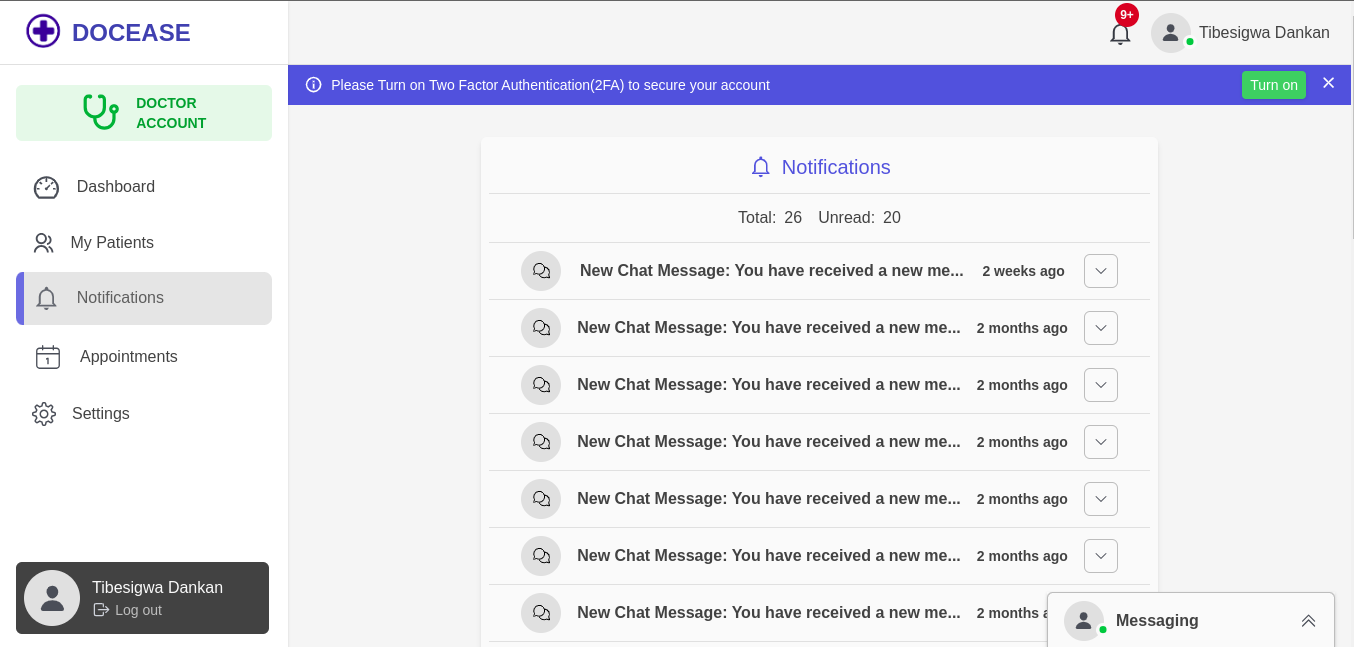 DOCEASE
9+
Tibesigwa Dankan
Please Turn on Two Factor Authentication(2FA) to secure your account
Turn on
DOCTOR
ACCOUNT
Dashboard
My Patients
Notifications
1
Appointments
Settings
Tibesigwa Dankan
Log out
Notifications
Total: 26 Unread: 20
New Chat Message: You have received a new me... 2 weeks ago
New Chat Message: You have received a new me... 2 months ago
New Chat Message: You have received a new me... 2 months ago
New Chat Message: You have received a new me... 2 months ago
New Chat Message: You have received a new me... 2 months ago
New Chat Message: You have received a new me... 2 months ago
New Chat Message: You have received a new me... 2 months a
Messaging